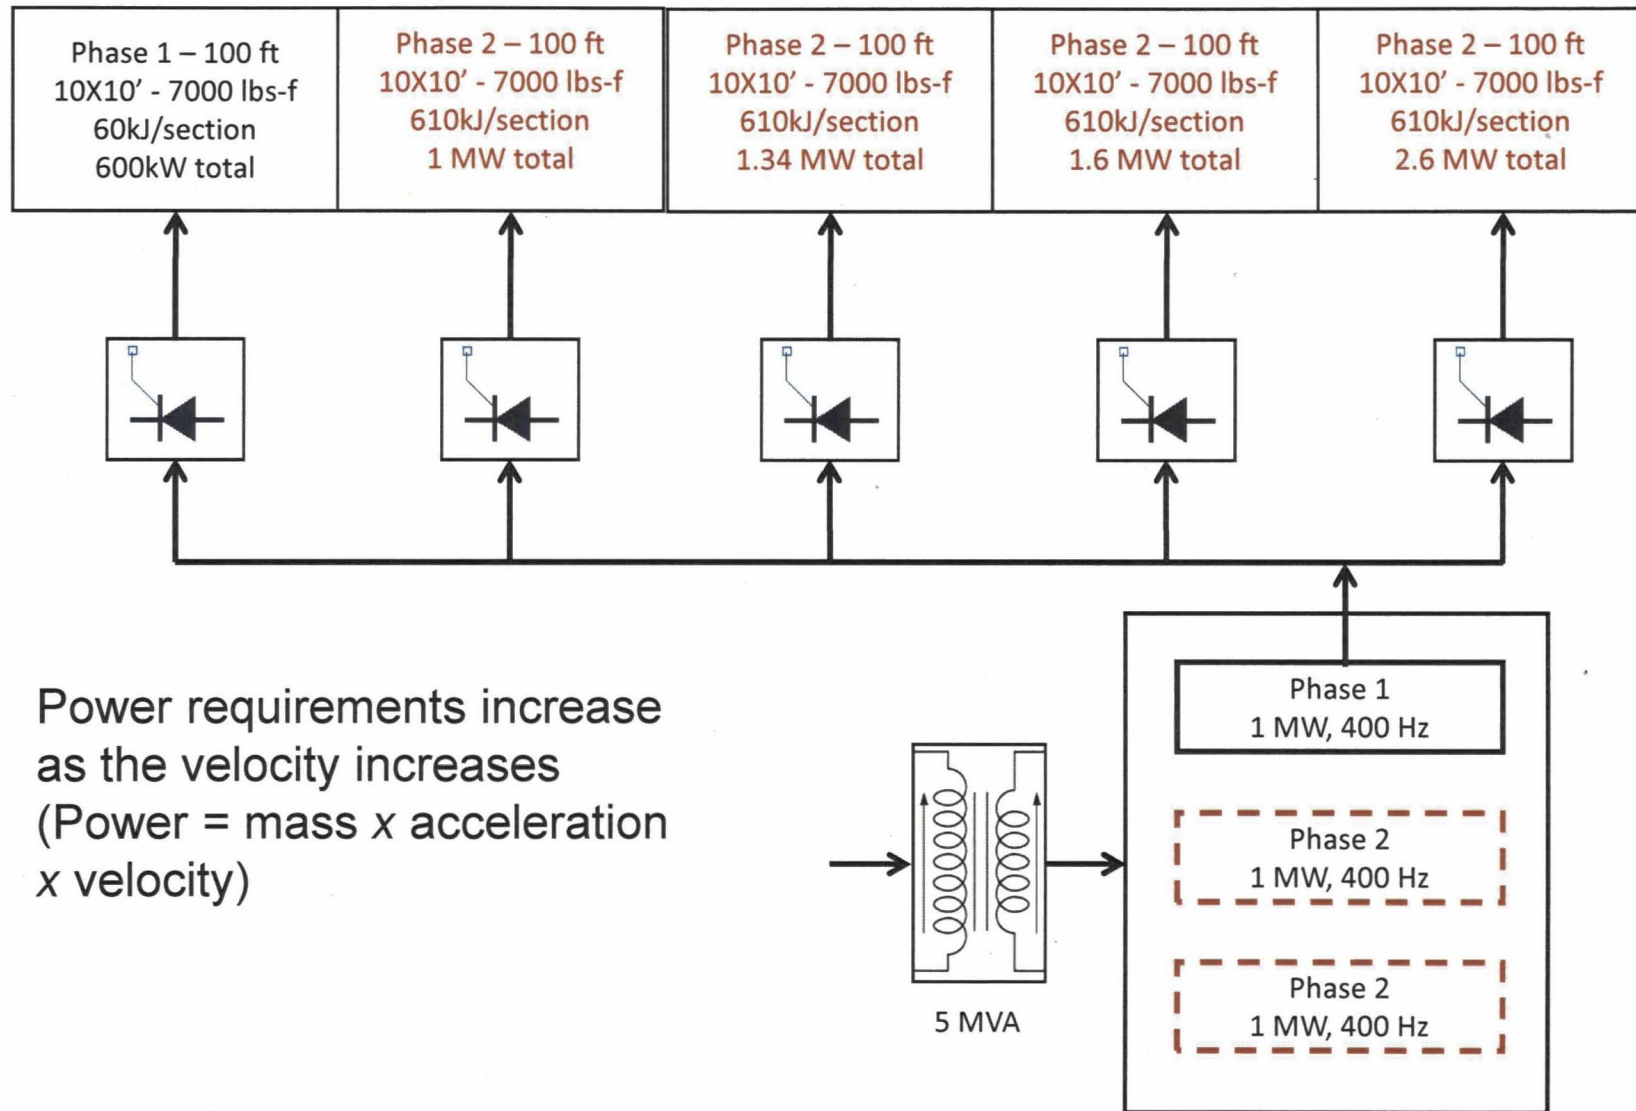 Phase 1 – 100 ft
10X10’ - 7000 lbs-f
60kJ/section
600kW total
Phase 2 – 100 ft
10X10’ - 7000 lbs-f
610kJ/section
1 MW total
Phase 2 – 100 ft
10X10’ - 7000 lbs-f
610kJ/section
1.34 MW total
Phase 2 – 100 ft
10X10’ - 7000 lbs-f
610kJ/section
1.6 MW total
Phase 2 – 100 ft
10X10’ - 7000 lbs-f
610kJ/section
2.6 MW total
Power requirements increase
as the velocity increases
(Power = mass x acceleration
x velocity)
5 MVA
Phase 1
1 MW, 400 Hz
Phase 2
1 MW, 400 Hz
Phase 2
1 MW, 400 Hz